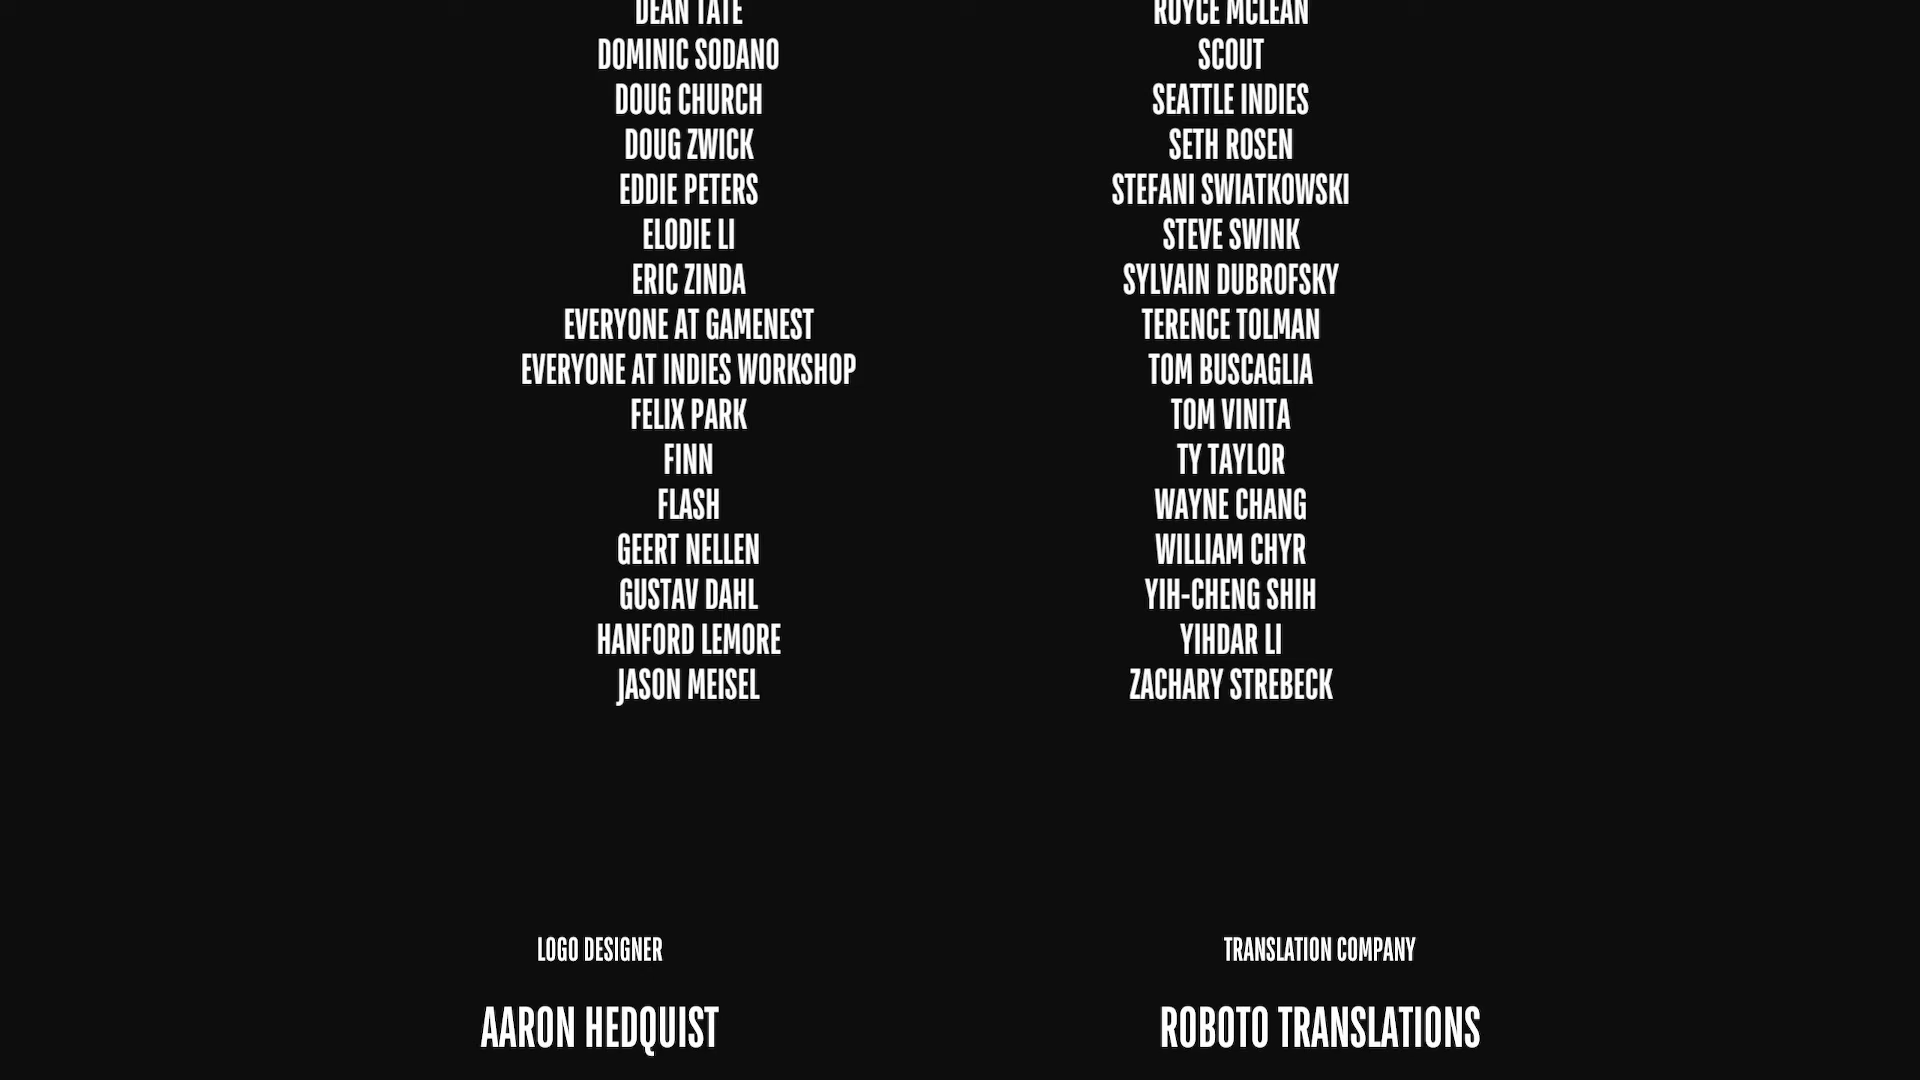 DEAN TATE
DOMINIC SODANO
DOUG CHURCH
DOUG ZWICK
EDDIE PETERS
ELODIE LI
ERIC ZINDA
EVERYONE AT GAMENEST
EVERYONE AT INDIES WORKSHOP
FELIX PARK
FINN
FLASH
GEERT NELLEN
GUSTAV DAHL
HANFORD LEMORE
JASON MEISEL
ROYCE MCLEAN
SCOUT
SEATTLE INDIES
SETH ROSEN
STEFANI SWIATKOWSKI
STEVE SWINK
SYLVAIN DUBROFSKY
TERENCE TOLMAN
TOM BUSCAGLIA
TOM VINITA
TY TAYLOR
WAYNE CHANG
WILLIAM CHYR
YIH-CHENG SHIH
YIHDAR LI
ZACHARY STREBECK
LOGO DESIGNER
AARON HEDQUIST
TRANSLATION COMPANY
ROBOTO TRANSLATIONS